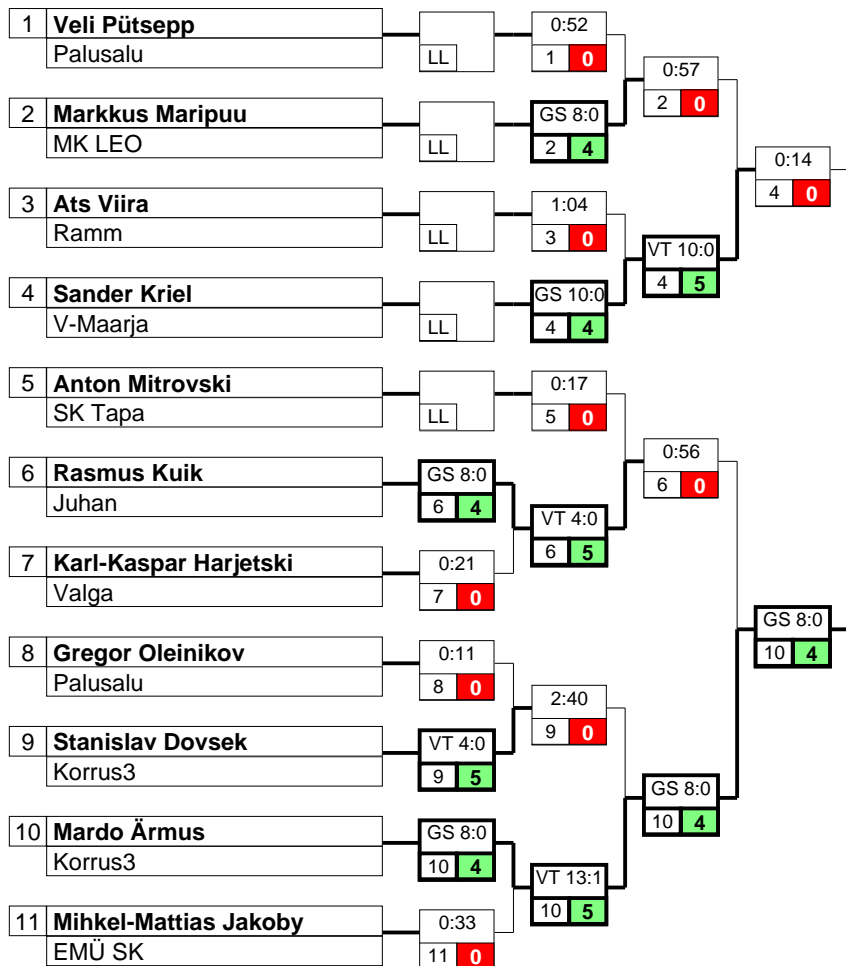 1 Veli Pütsepp
Palusalu
LL
0:52
1 0
2 Markkus Maripuu
MK LEO
LL
GS 8:0
2 4
0:57
2 0
3 Ats Viira
Ramm
LL
1:04
3 0
4 Sander Kriel
V-Maarja
LL
GS 10:0
4 4
VT 10:0
4 5
0:14
4 0
5 Anton Mitrovski
SK Tapa
LL
0:17
5 0
6 Rasmus Kuik
Juhan
GS 8:0
6 4
VT 4:0
6 5
0:56
6 0
7 Karl-Kaspar Harjetski
Valga
0:21
7 0
8 Gregor Oleinikov
Palusalu
0:11
8 0
GS 8:0
10 4
9 Stanislav Dovsek
Korrus3
VT 4:0
9 5
2:40
9 0
10 Mardo Ärmus
Korrus3
GS 8:0
10 4
VT 13:1
10 5
GS 8:0
10 4
11 Mihkel-Mattias Jakoby
EMÜ SK
0:33
11 0